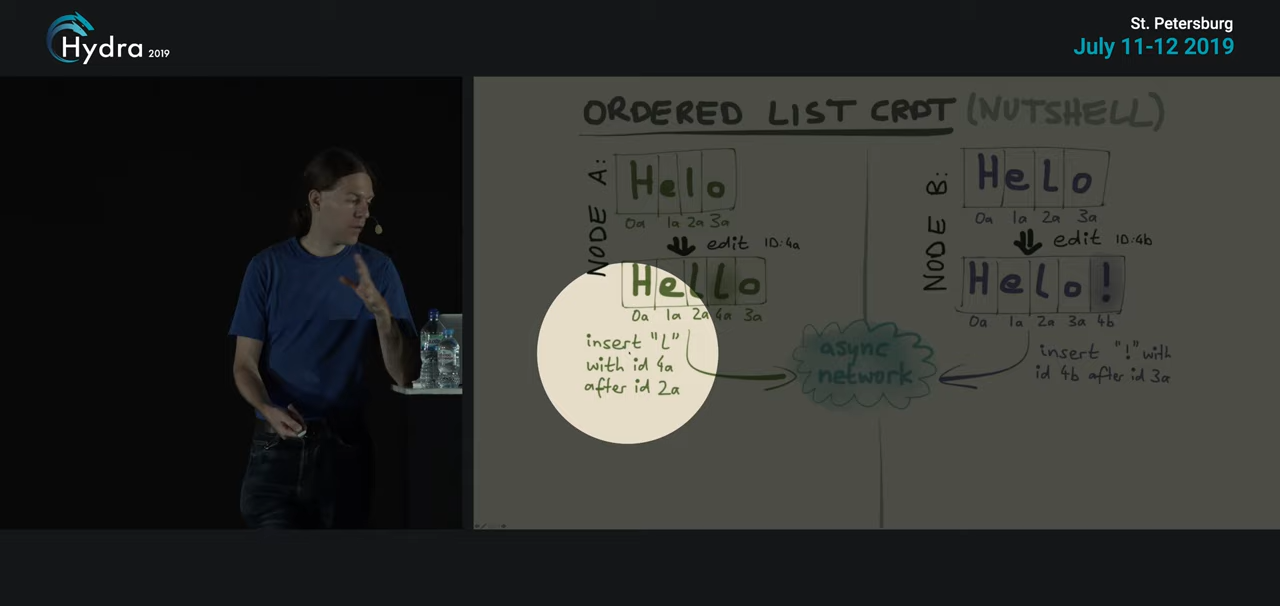 Hydra 2019
St. Petersburg
July 11-12 2019
ORDERED LIST CRDT (NUTSHELL)
NODE A:
Helo
0a 1a 2a 3a
edit ID:4a
HelLo
0a 1a 2a 4a 3a
insert "L"
with id 4a
after id 2a
async
network
NODE B:
HeLo
0a 1a 2a 3a
edit ID:4b
HeLo!
0a 1a 2a 3a 4b
insert "!" with
id 4b after id 3a